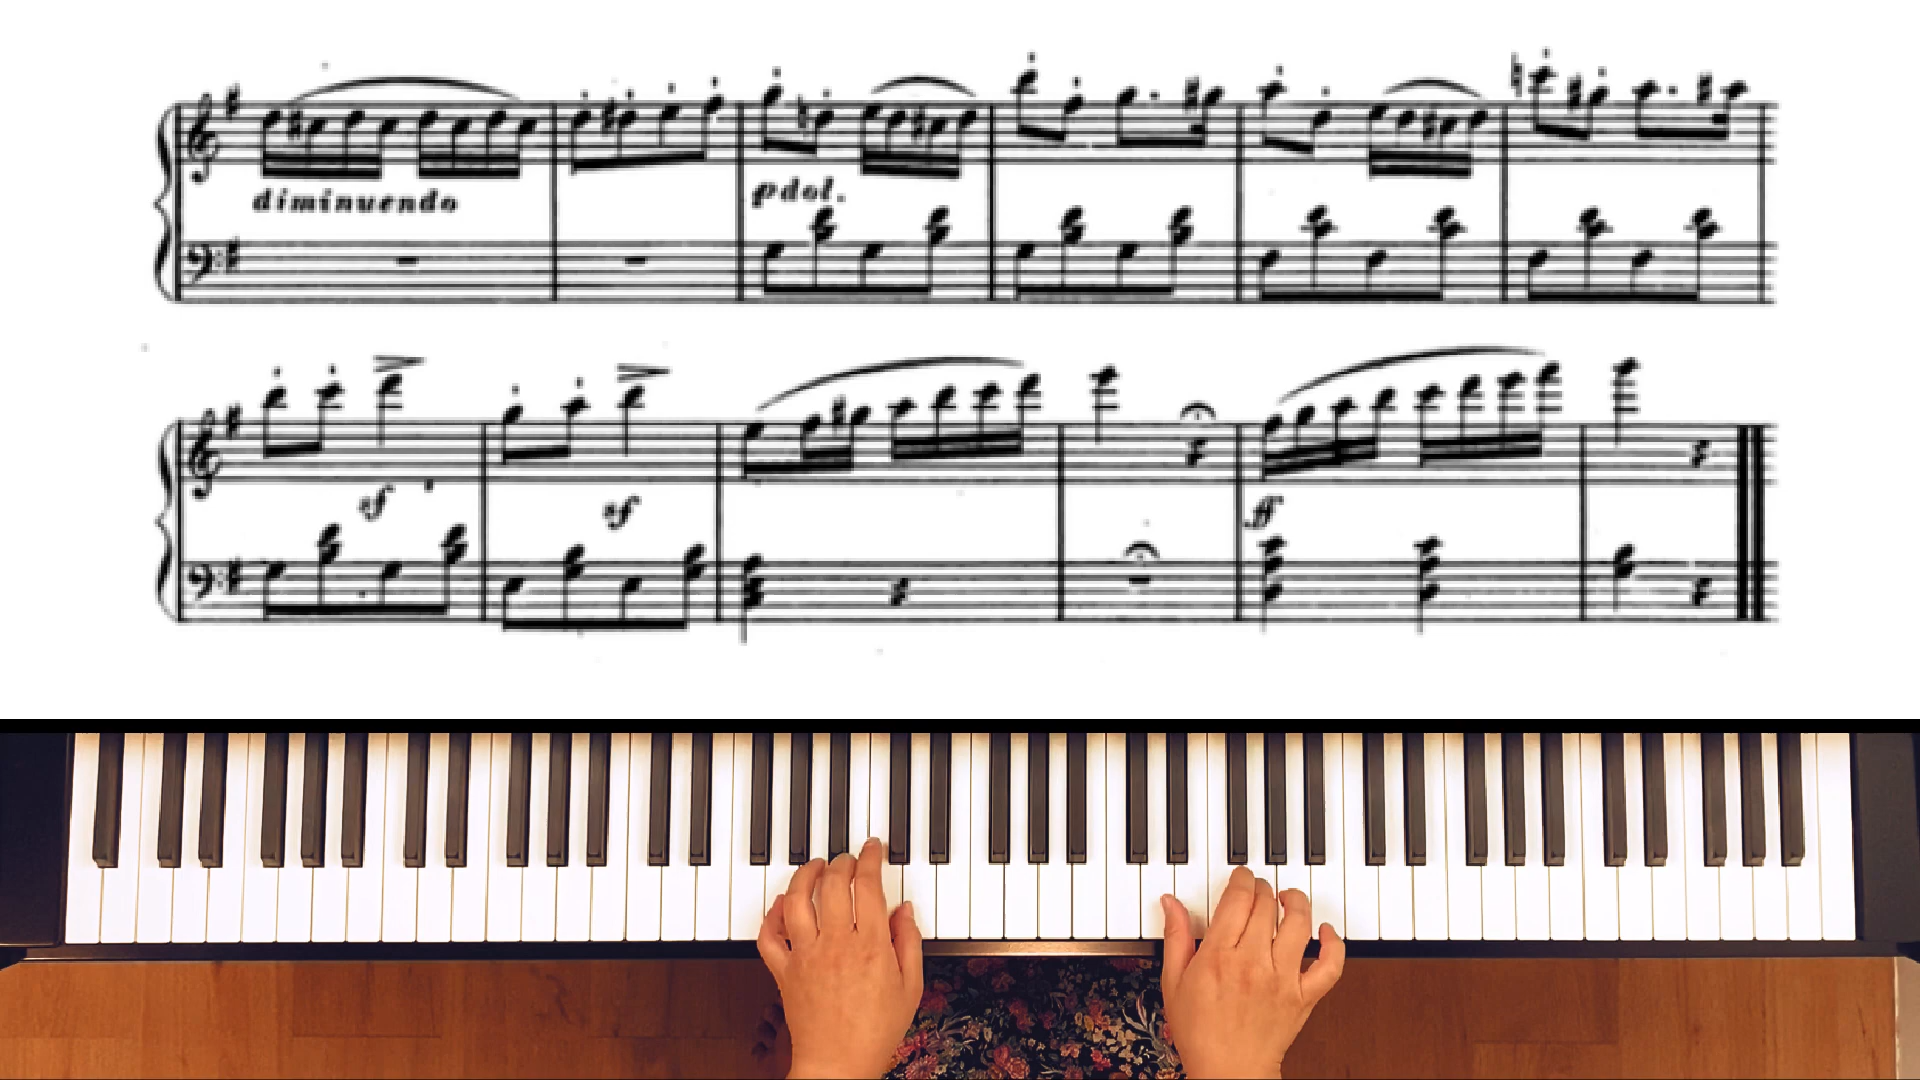 diminuendo
p dol.
sf
sf
ff